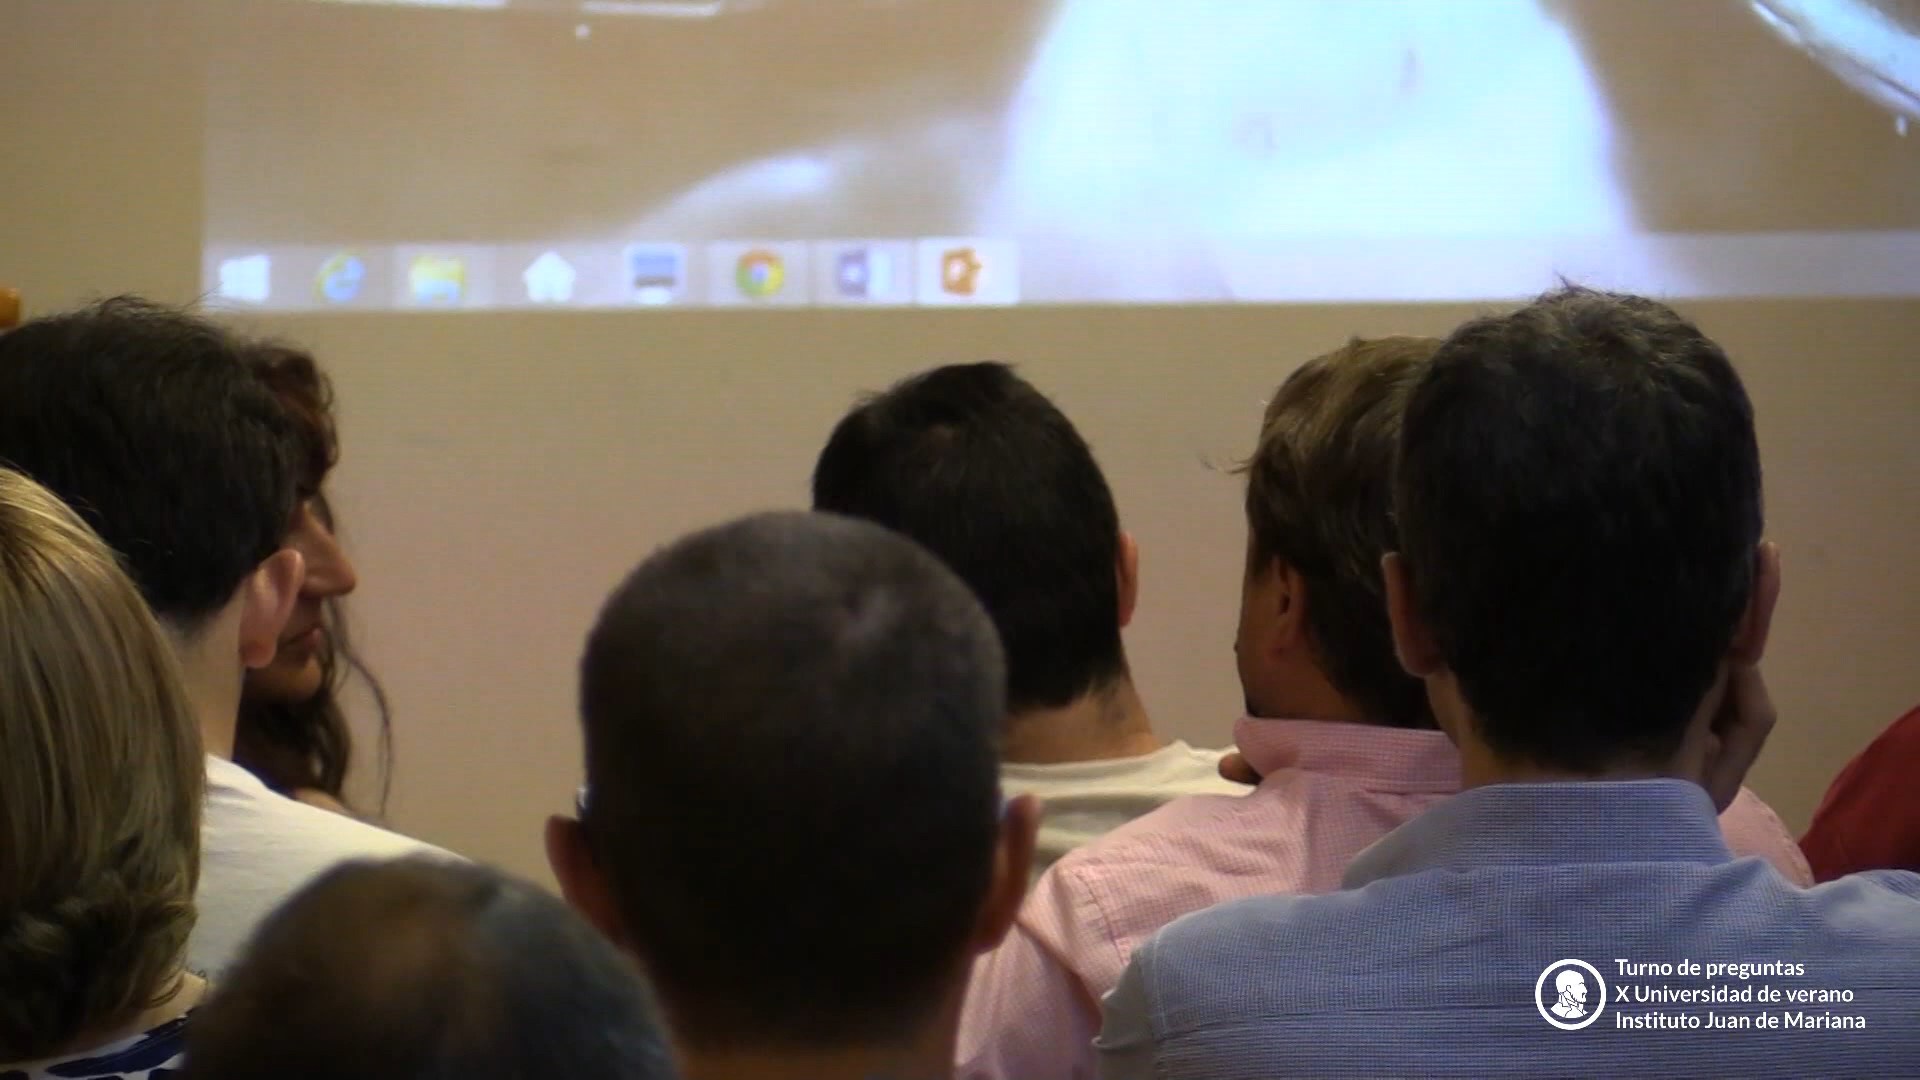 Turno de preguntas
X Universidad de verano
Instituto Juan de Mariana